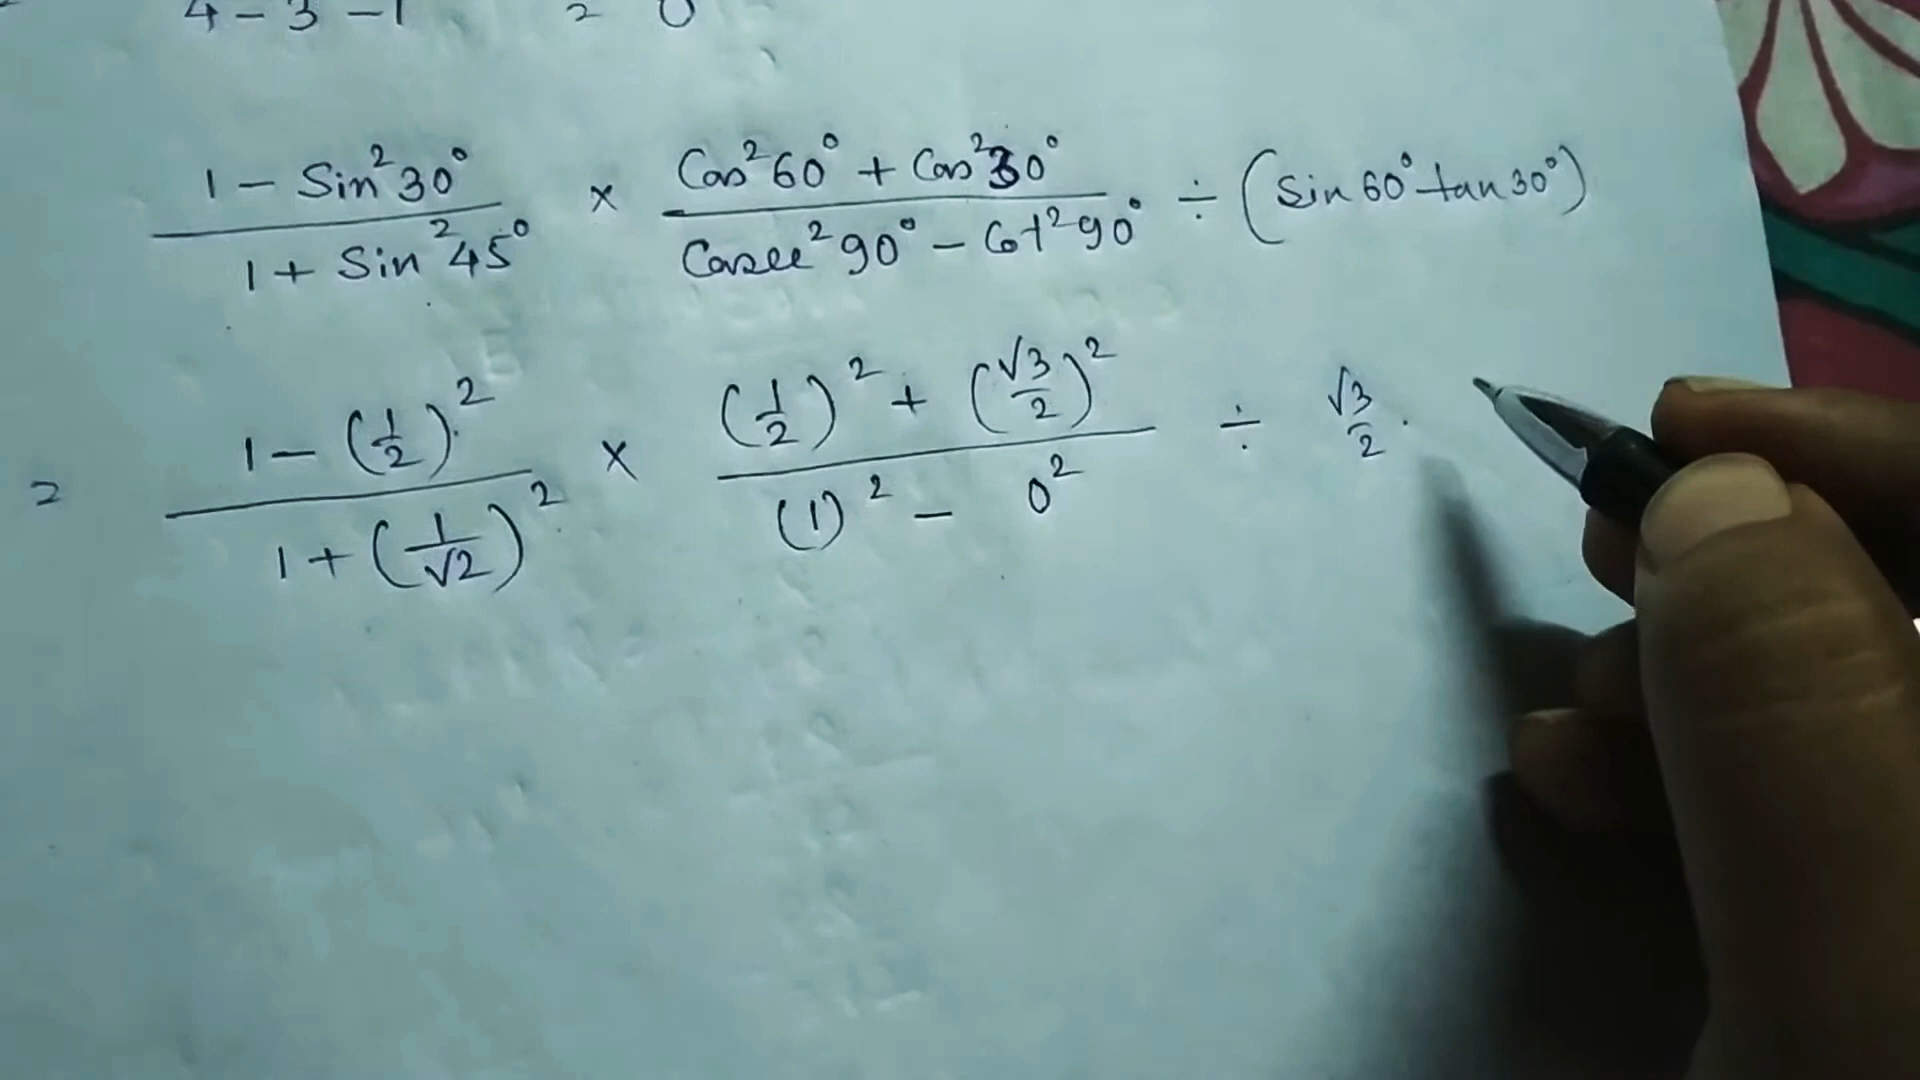 4 - 3 - 1 = 0
1 - Sin²30° / 1 + Sin²45° × Cos²60° + Cos²30° / Cosec²90° - Cot²90° ÷ (Sin 60° tan 30°)
= 1 - (1/2)² / 1 + (1/√2)² × (1/2)² + (√3/2)² / (1)² - 0² ÷ √3/2 .